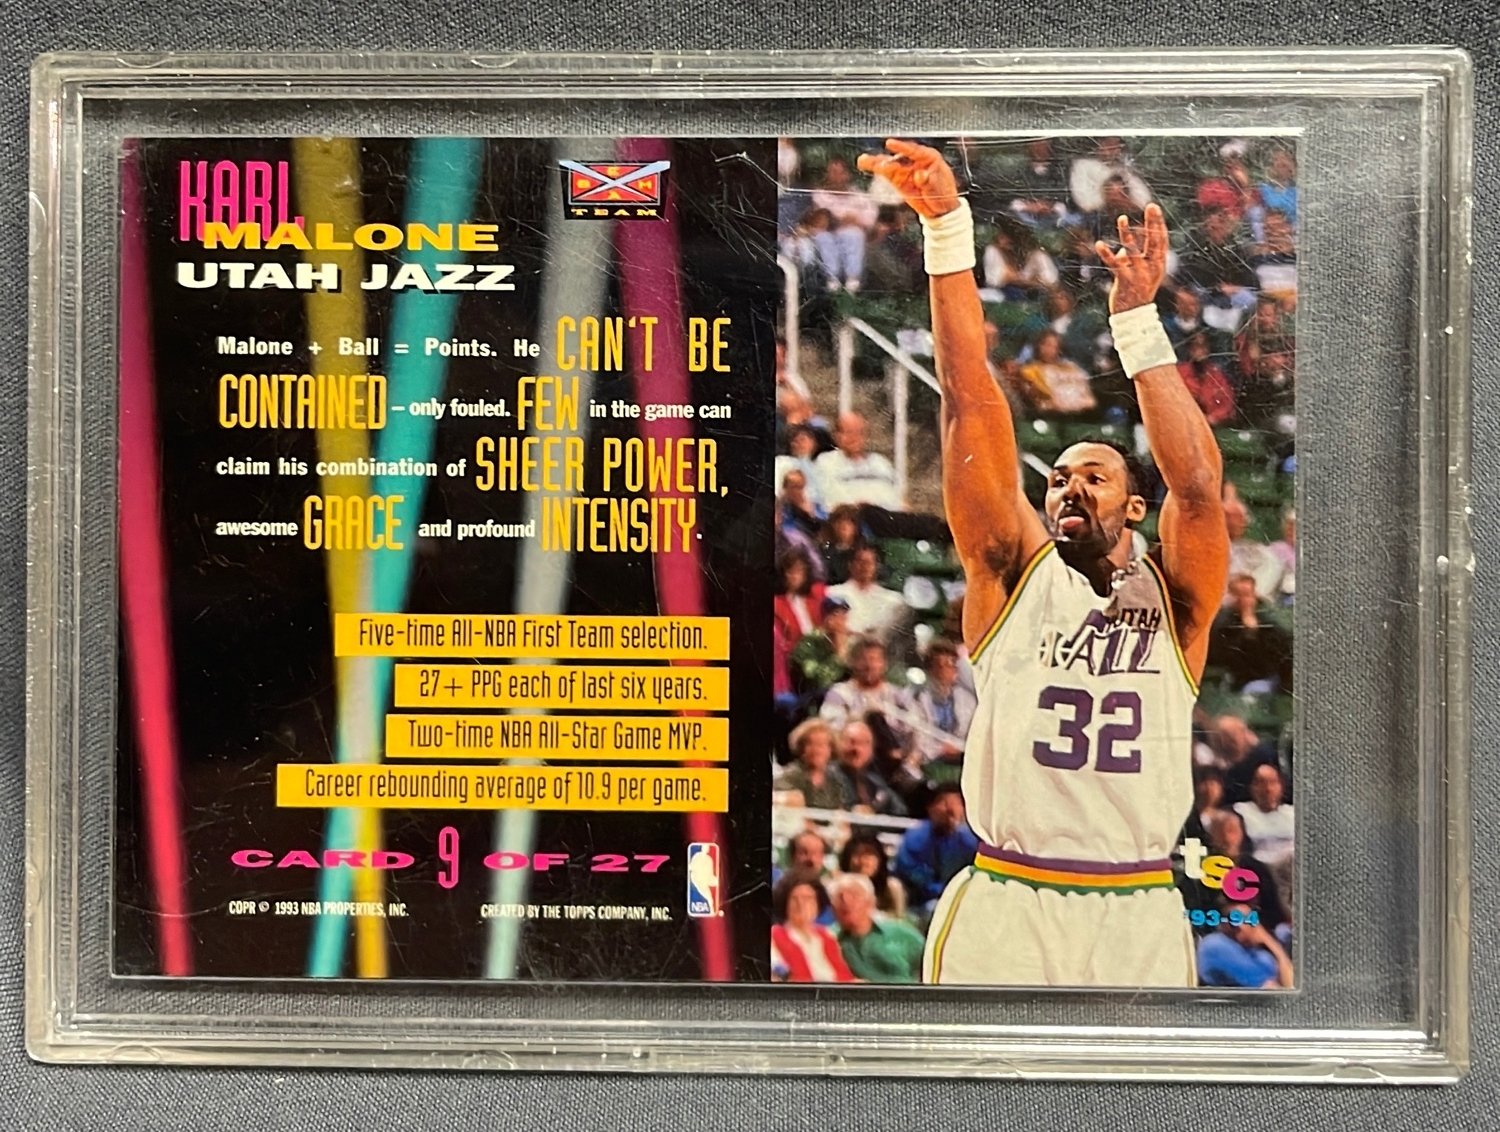 KARL
MALONE
UTAH JAZZ
BEAM
TEAM
Malone + Ball = Points. He CAN'T BE
CONTAINED – only fouled. FEW in the game can
claim his combination of SHEER POWER,
awesome GRACE and profound INTENSITY.
Five-time All-NBA First Team selection.
27+ PPG each of last six years.
Two-time NBA All-Star Game MVP.
Career rebounding average of 10.9 per game.
CARD 9 OF 27
COPR © 1993 NBA PROPERTIES, INC.
CREATED BY THE TOPPS COMPANY, INC.
NBA
UTAH
JAZZ
32
tsc
'93-94